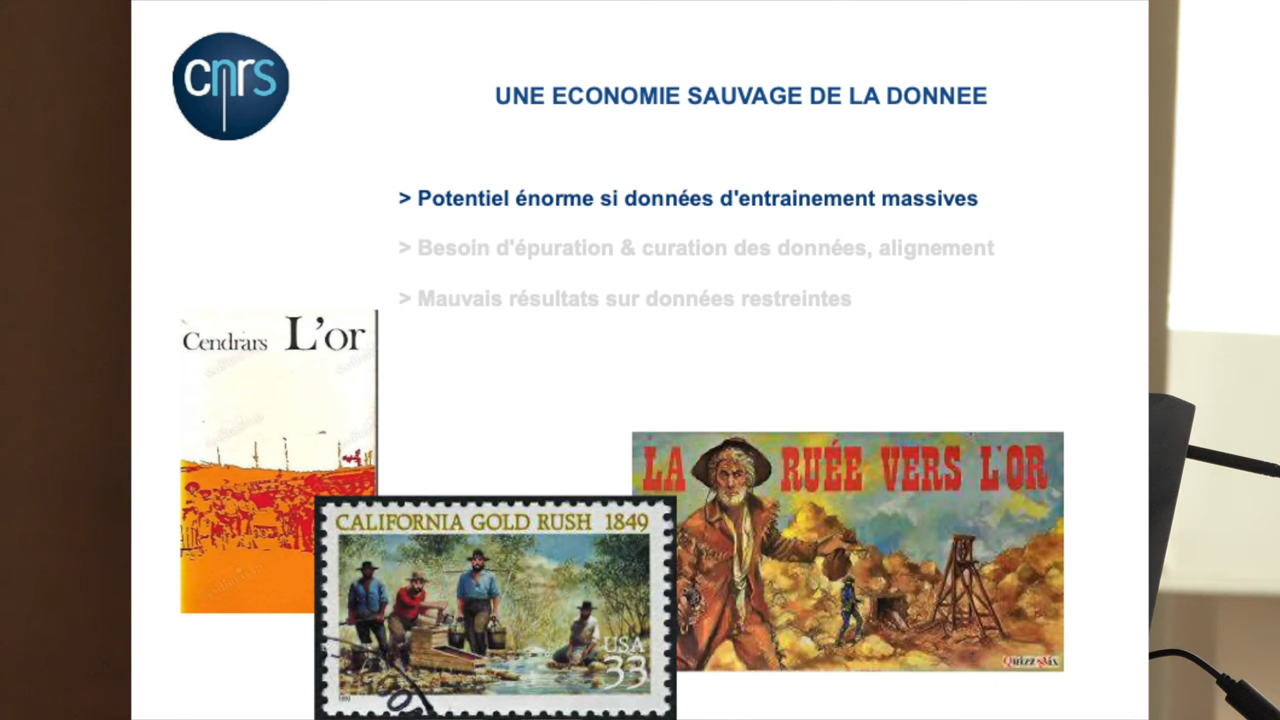 cnrs
UNE ECONOMIE SAUVAGE DE LA DONNEE
> Potentiel énorme si données d'entrainement massives
> Besoin d'épuration & curation des données, alignement
> Mauvais résultats sur données restreintes
Cendrars L'or
CALIFORNIA GOLD RUSH 1849
USA
33
LA RUÉE VERS L'OR